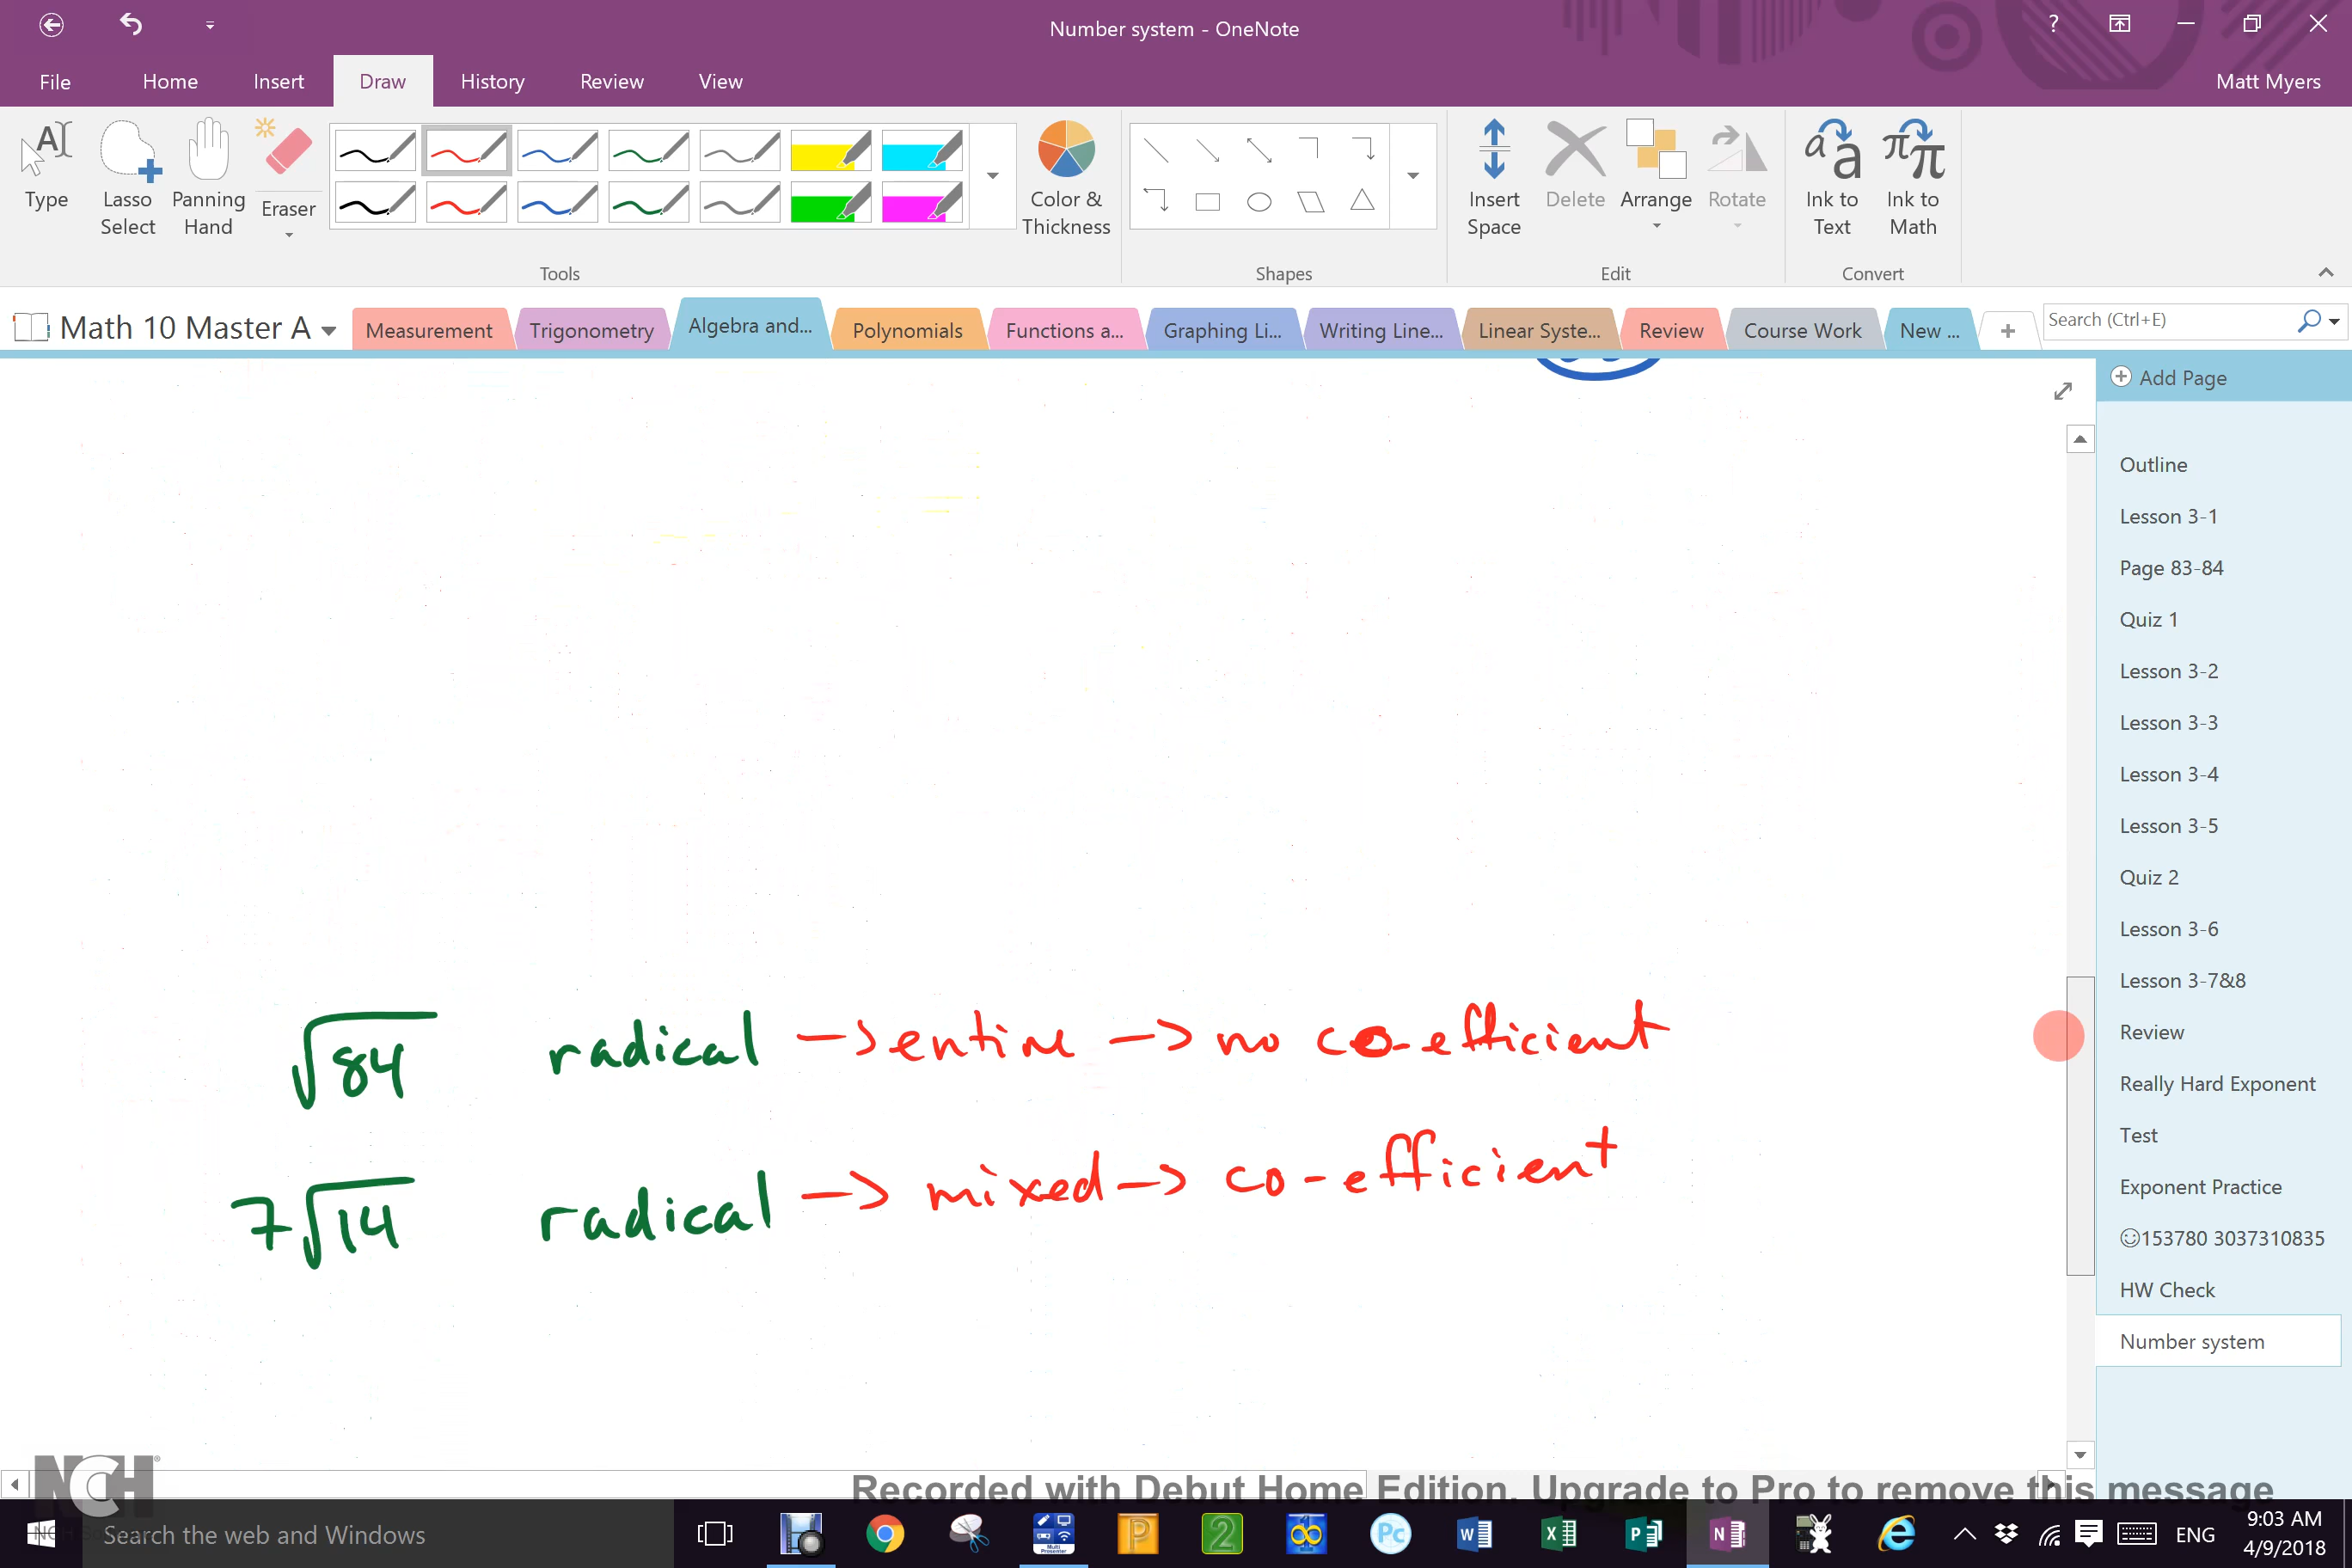 Number system - OneNote
?
File Home Insert Draw History Review View Matt Myers
Type
Lasso Select
Panning Hand
Eraser
Color & Thickness
Insert Space
Delete
Arrange
Rotate
Ink to Text
Ink to Math
Tools Shapes Edit Convert
Math 10 Master A Measurement Trigonometry Algebra and... Polynomials Functions a... Graphing Li... Writing Line... Linear Syste... Review Course Work New ... + Search (Ctrl+E)
Add Page
Outline
Lesson 3-1
Page 83-84
Quiz 1
Lesson 3-2
Lesson 3-3
Lesson 3-4
Lesson 3-5
Quiz 2
Lesson 3-6
Lesson 3-7&8
Review
Really Hard Exponent
Test
Exponent Practice
☺153780 3037310835
HW Check
Number system
√84 radical → entire → no co-efficient
7√14 radical → mixed → co-efficient
NCH
Recorded with Debut Home Edition. Upgrade to Pro to remove this message
Search the web and Windows
ENG
9:03 AM
4/9/2018